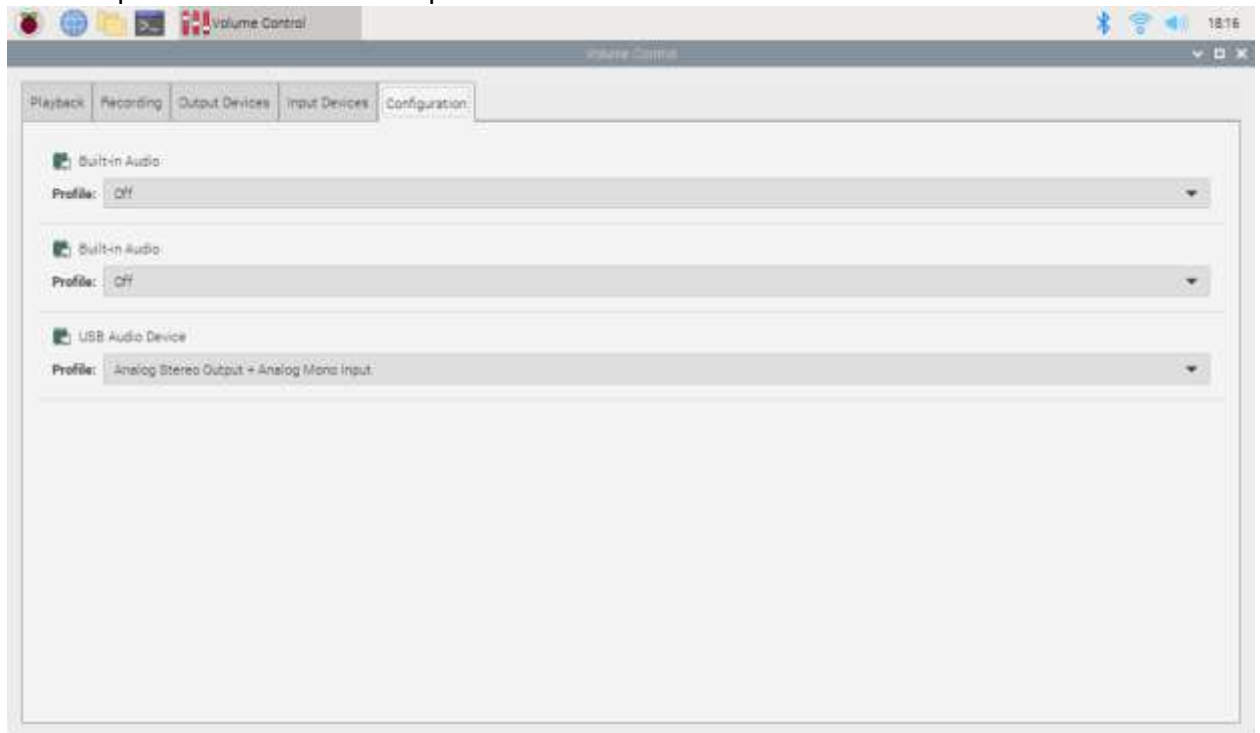 Volume Control
18:16
Volume Control
Playback Recording Output Devices Input Devices Configuration
Built-in Audio
Profile: Off
Built-in Audio
Profile: Off
USB Audio Device
Profile: Analog Stereo Output + Analog Mono Input